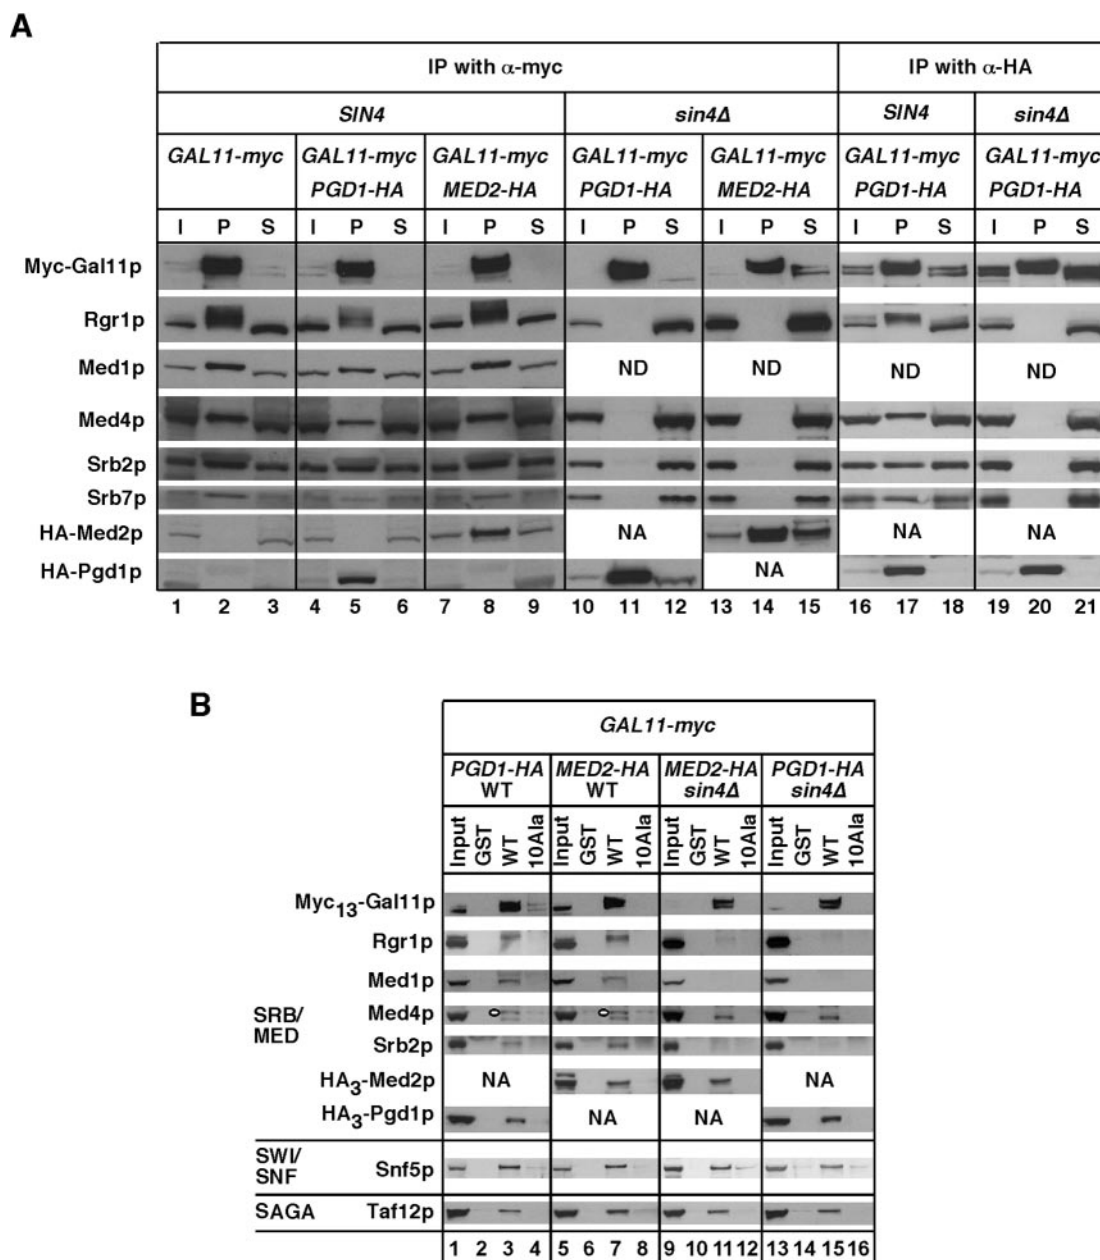 A
IP with α-myc IP with α-HA
SIN4 sin4Δ SIN4 sin4Δ
GAL11-myc GAL11-myc GAL11-myc GAL11-myc GAL11-myc GAL11-myc GAL11-myc
PGD1-HA MED2-HA PGD1-HA MED2-HA PGD1-HA PGD1-HA
I P S I P S I P S I P S I P S I P S I P S
Myc-Gal11p
Rgr1p
Med1p ND ND ND ND
Med4p
Srb2p
Srb7p
HA-Med2p NA NA NA
HA-Pgd1p NA
1 2 3 4 5 6 7 8 9 10 11 12 13 14 15 16 17 18 19 20 21
B
GAL11-myc
PGD1-HA MED2-HA MED2-HA PGD1-HA
WT WT sin4Δ sin4Δ
Input GST WT 10Ala Input GST WT 10Ala Input GST WT 10Ala Input GST WT 10Ala
Myc13-Gal11p
Rgr1p
Med1p
SRB/
MED
Med4p
Srb2p
HA3-Med2p NA NA
HA3-Pgd1p NA NA
SWI/
SNF
Snf5p
SAGA Taf12p
1 2 3 4 5 6 7 8 9 10 11 12 13 14 15 16